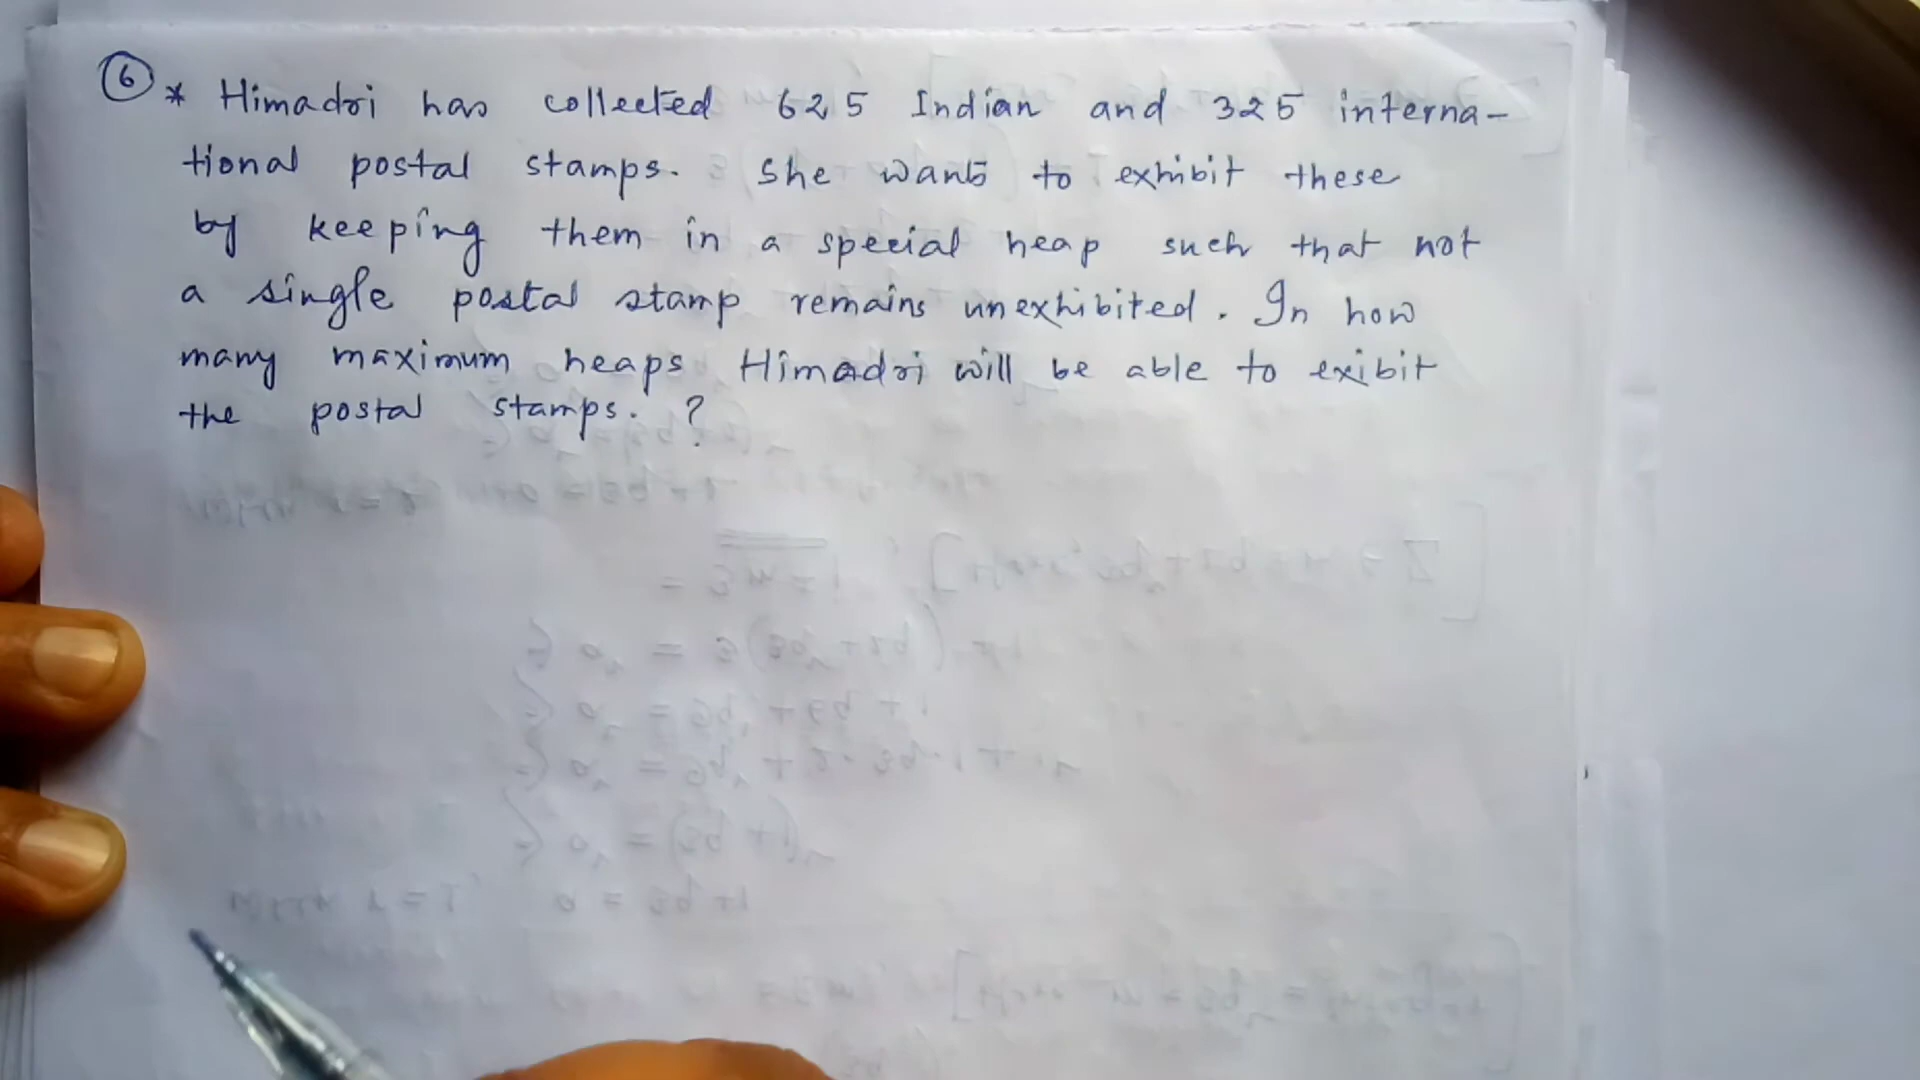 6 * Himadri has collected 625 Indian and 325 interna-
tional postal stamps. She wants to exhibit these
by keeping them in a special heap such that not
a single postal stamp remains unexhibited. In how
many maximum heaps Himadri will be able to exibit
the postal stamps. ?